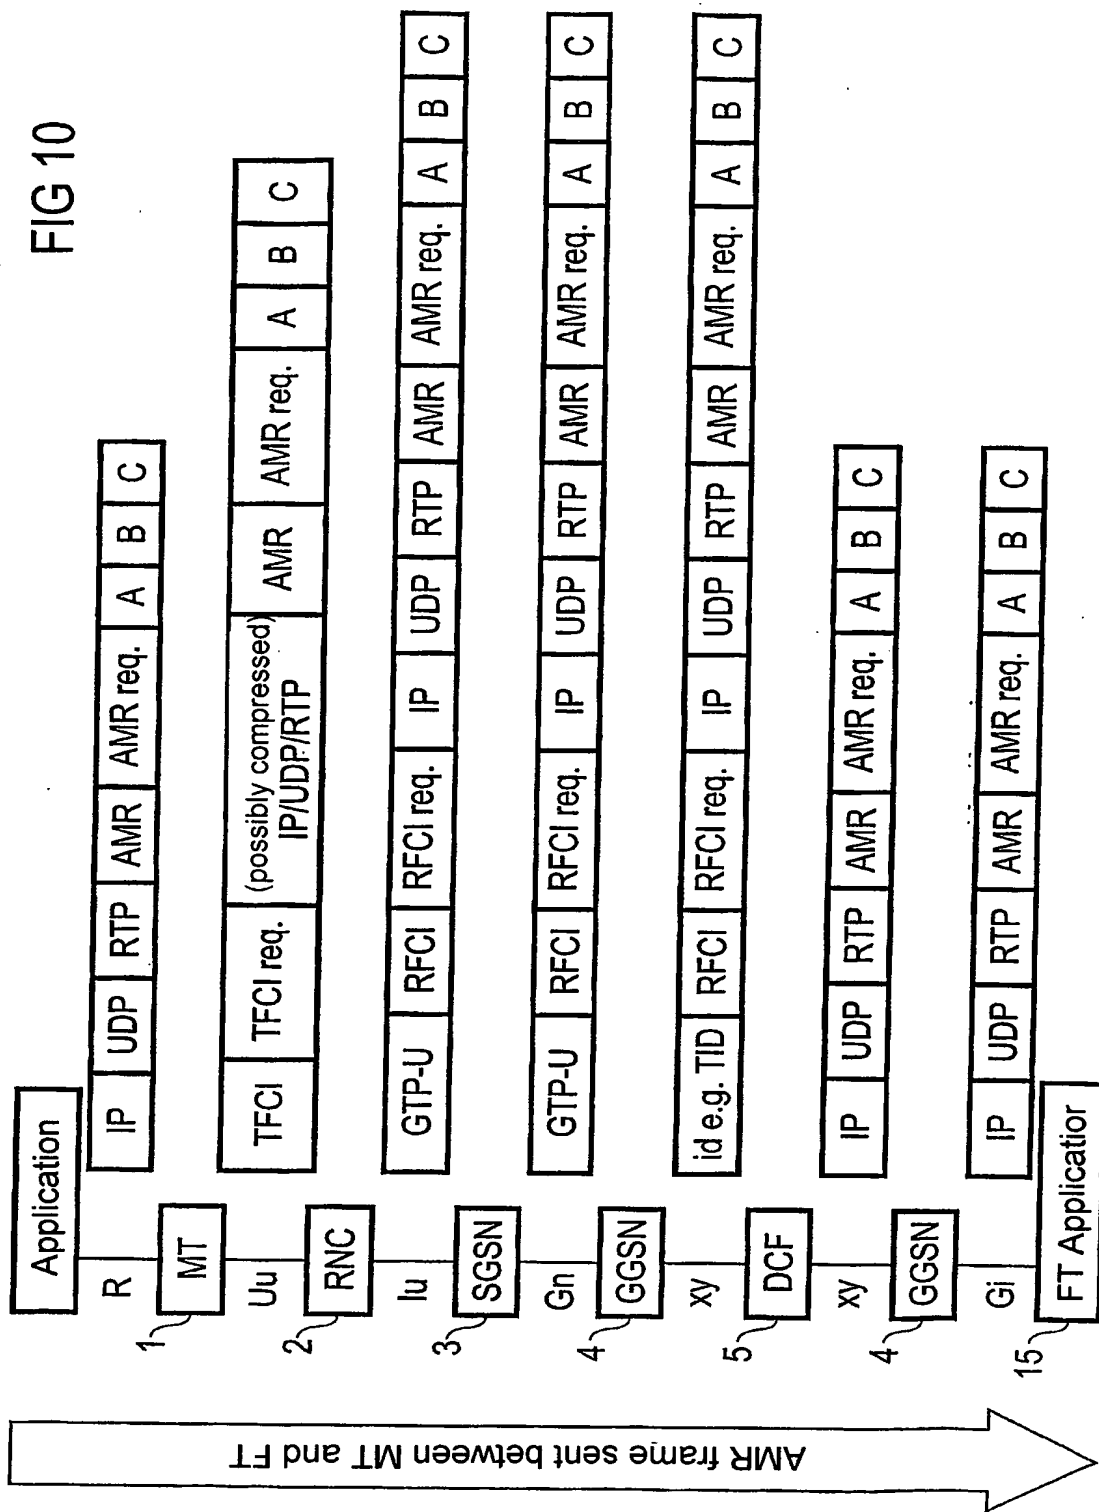 FIG 10
AMR frame sent between MT and FT
Application
R
IP UDP RTP AMR AMR req. A B C
1 MT
Uu
TFCI TFCI req. (possibly compressed) IP/UDP/RTP AMR AMR req. A B C
2 RNC
Iu
GTP-U RFCI RFCI req. IP UDP RTP AMR AMR req. A B C
3 SGSN
Gn
GTP-U RFCI RFCI req. IP UDP RTP AMR AMR req. A B C
4 GGSN
xy
id e.g. TID RFCI RFCI req. IP UDP RTP AMR AMR req. A B C
5 DCF
xy
IP UDP RTP AMR AMR req. A B C
4 GGSN
Gi
IP UDP RTP AMR AMR req. A B C
15 FT Applicatior